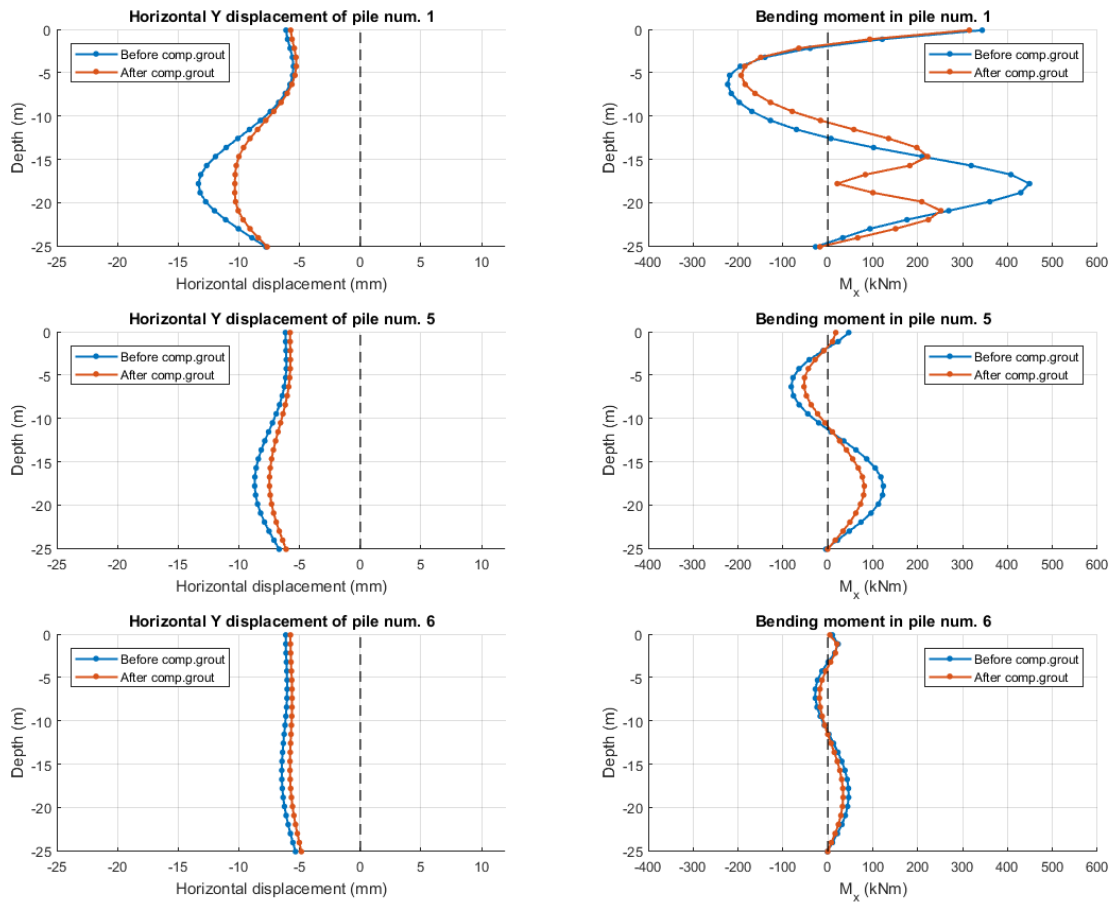 Horizontal Y displacement of pile num. 1
0
-5
-10
-15
-20
-25
Depth (m)
Before comp.grout
After comp.grout
-25 -20 -15 -10 -5 0 5 10
Horizontal displacement (mm)
Bending moment in pile num. 1
0
-5
-10
-15
-20
-25
Depth (m)
Before comp.grout
After comp.grout
-400 -300 -200 -100 0 100 200 300 400 500 600
Mx (kNm)
Horizontal Y displacement of pile num. 5
0
-5
-10
-15
-20
-25
Depth (m)
Before comp.grout
After comp.grout
-25 -20 -15 -10 -5 0 5 10
Horizontal displacement (mm)
Bending moment in pile num. 5
0
-5
-10
-15
-20
-25
Depth (m)
Before comp.grout
After comp.grout
-400 -300 -200 -100 0 100 200 300 400 500 600
Mx (kNm)
Horizontal Y displacement of pile num. 6
0
-5
-10
-15
-20
-25
Depth (m)
Before comp.grout
After comp.grout
-25 -20 -15 -10 -5 0 5 10
Horizontal displacement (mm)
Bending moment in pile num. 6
0
-5
-10
-15
-20
-25
Depth (m)
Before comp.grout
After comp.grout
-400 -300 -200 -100 0 100 200 300 400 500 600
Mx (kNm)